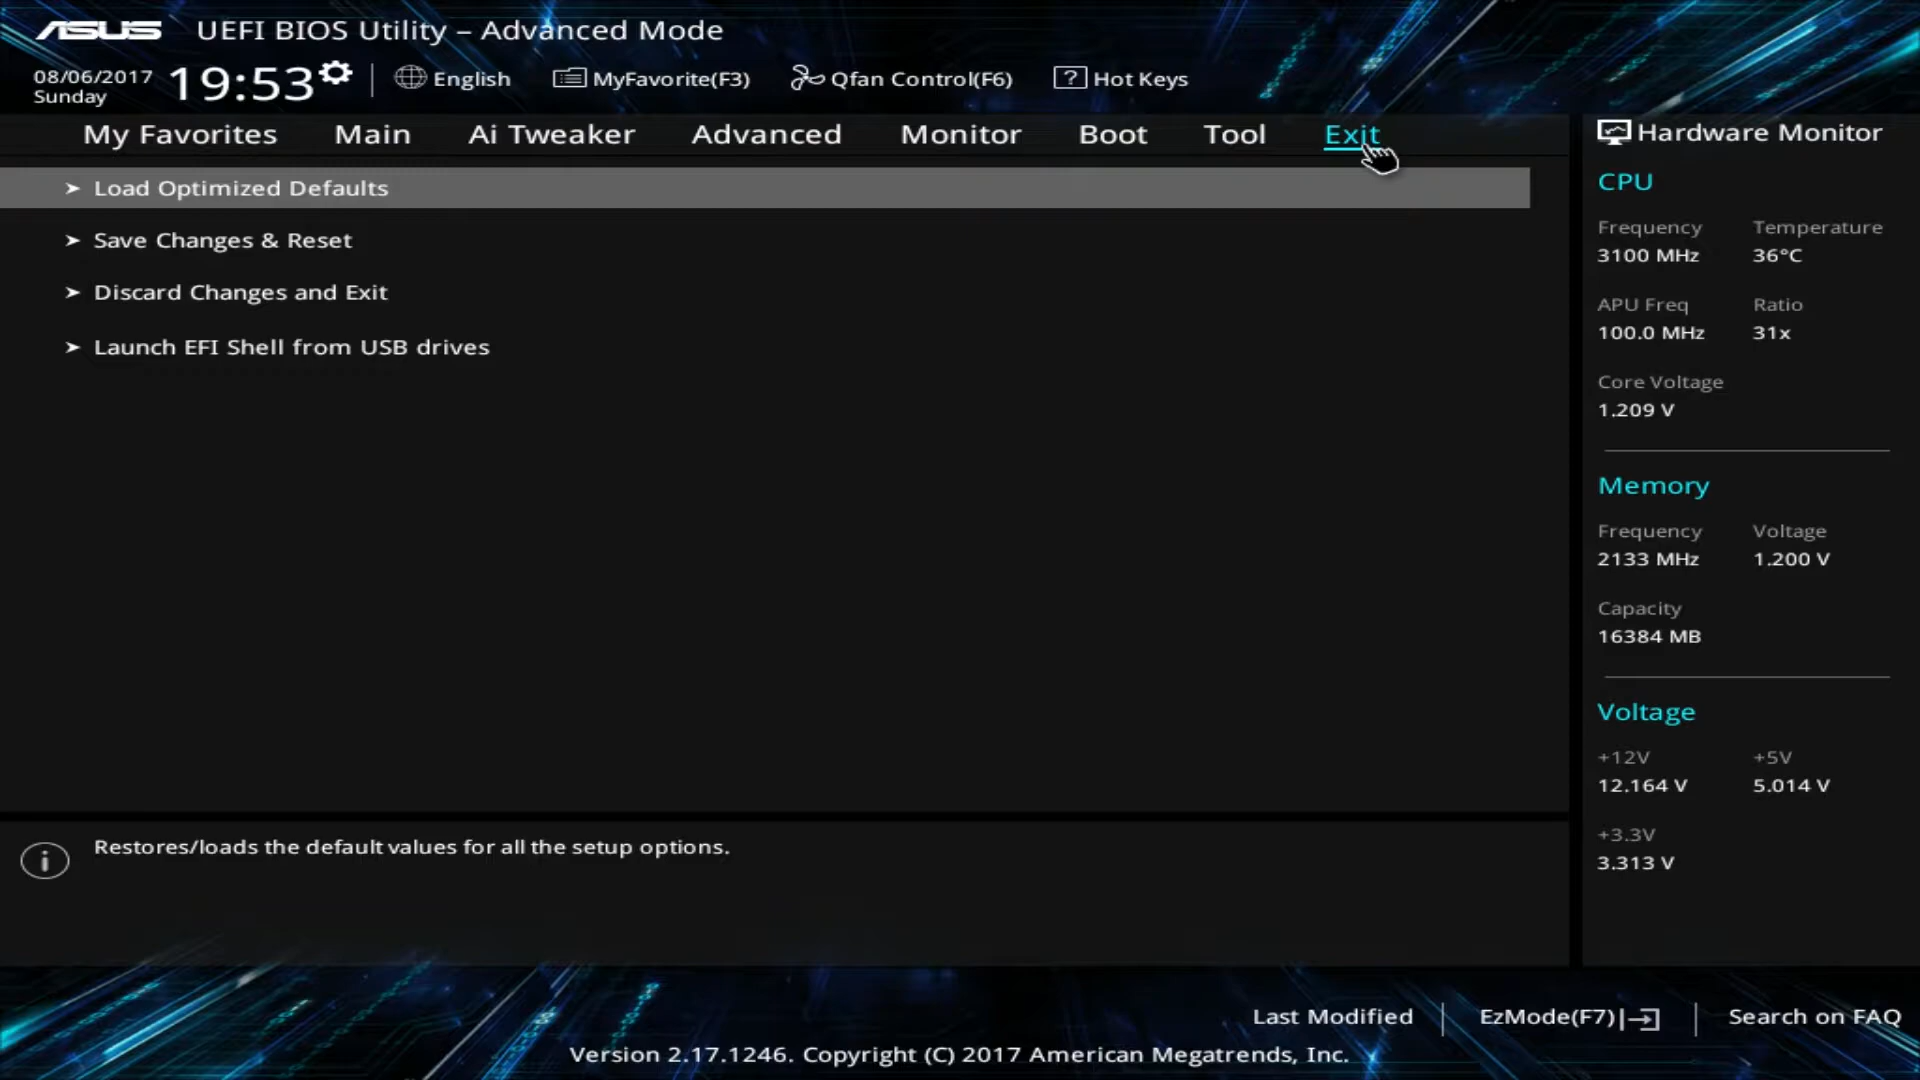 ASUS UEFI BIOS Utility – Advanced Mode
08/06/2017
Sunday
19:53
English
MyFavorite(F3)
Qfan Control(F6)
? Hot Keys
My Favorites Main Ai Tweaker Advanced Monitor Boot Tool Exit
Load Optimized Defaults
Save Changes & Reset
Discard Changes and Exit
Launch EFI Shell from USB drives
Restores/loads the default values for all the setup options.
Hardware Monitor
CPU
Frequency Temperature
3100 MHz 36°C
APU Freq Ratio
100.0 MHz 31x
Core Voltage
1.209 V
Memory
Frequency Voltage
2133 MHz 1.200 V
Capacity
16384 MB
Voltage
+12V +5V
12.164 V 5.014 V
+3.3V
3.313 V
Last Modified EzMode(F7) Search on FAQ
Version 2.17.1246. Copyright (C) 2017 American Megatrends, Inc.